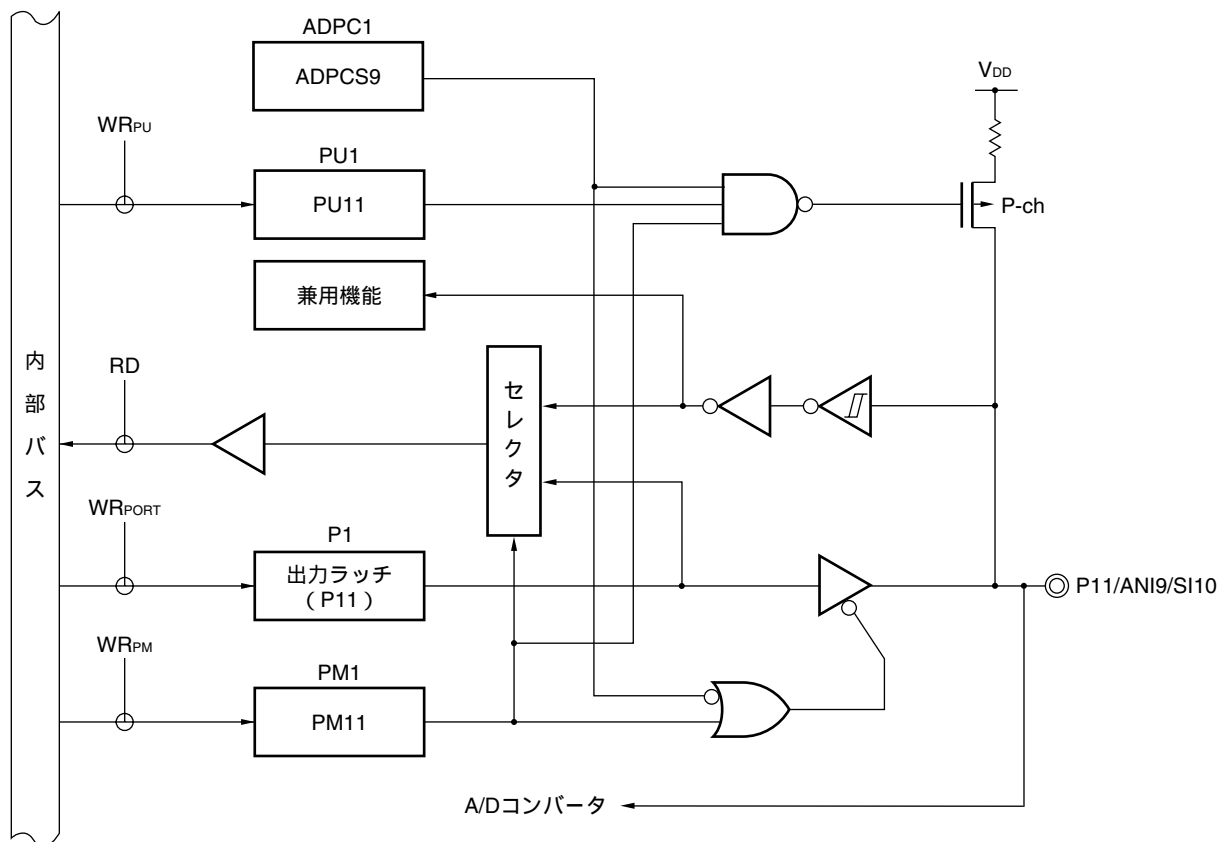 ADPC1
ADPCS9
VDD
WRPU
PU1
PU11
P-ch
兼用機能
内部バス
RD
セレクタ
WRPORT
P1
出力ラッチ
（P11）
P11/ANI9/SI10
WRPM
PM1
PM11
A/Dコンバータ